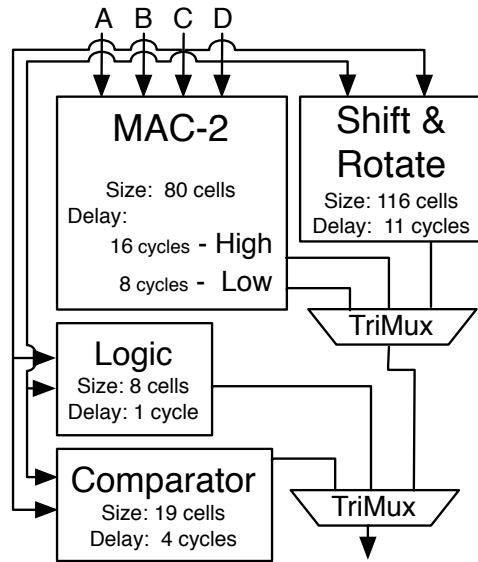 A B C D
MAC-2
Size: 80 cells
Delay:
16 cycles - High
8 cycles - Low
Shift &
Rotate
Size: 116 cells
Delay: 11 cycles
TriMux
Logic
Size: 8 cells
Delay: 1 cycle
Comparator
Size: 19 cells
Delay: 4 cycles
TriMux